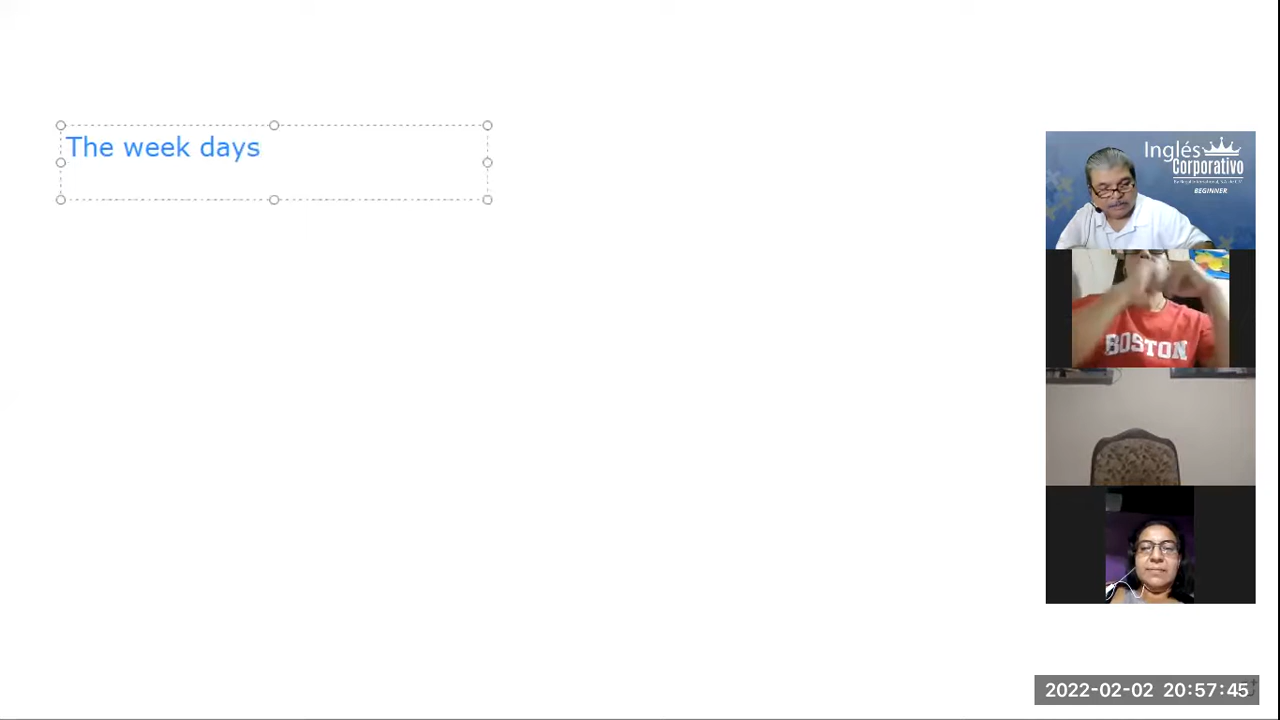 The week days
Inglés
Corporativo
BEGINNER
BOSTON
2022-02-02 20:57:45